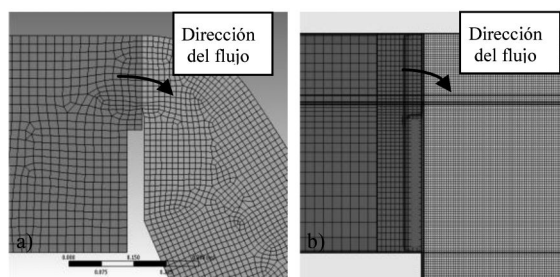 Dirección
del flujo
Dirección
del flujo
a)
b)
0.000
0.150
0.075